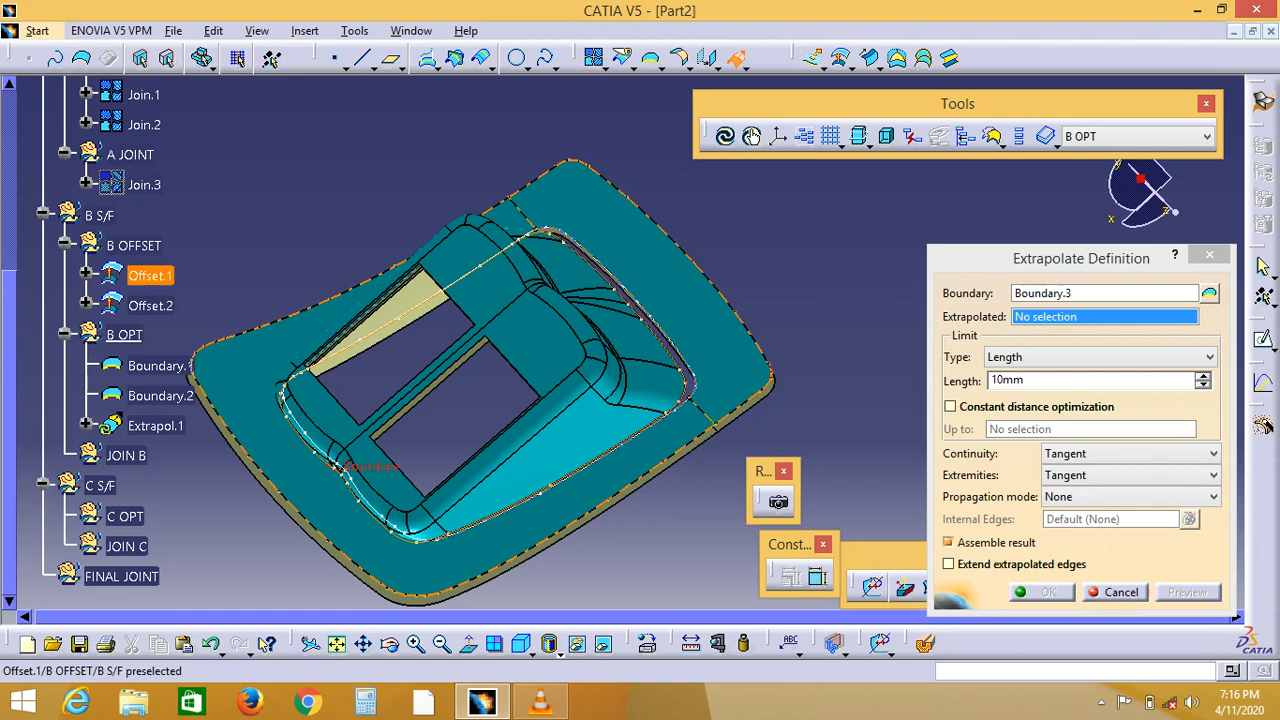 CATIA V5 - [Part2]
Start ENOVIA V5 VPM File Edit View Insert Tools Window Help
Tools
B OPT
Join.1
Join.2
A JOINT
Join.3
B S/F
B OFFSET
Offset.1
Offset.2
B OPT
Boundary.
Boundary.2
Extrapol.1
JOIN B
C S/F
C OPT
JOIN C
FINAL JOINT
Boundary
y
x
z
Extrapolate Definition ?
Boundary: Boundary.3
Extrapolated: No selection
Limit
Type: Length
Length: 10mm
Constant distance optimization
Up to: No selection
Continuity: Tangent
Extremities: Tangent
Propagation mode: None
Internal Edges: Default (None)
Assemble result
Extend extrapolated edges
OK Cancel Preview
R...
Const...
ABC
DS CATIA
Offset.1/B OFFSET/B S/F preselected
7:16 PM
4/11/2020